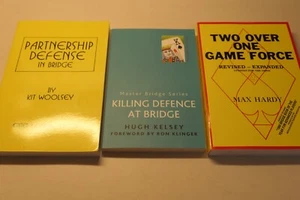 PARTNERSHIP
DEFENSE
IN BRIDGE
BY
KIT WOOLSEY
Master Bridge Series
KILLING DEFENCE
AT BRIDGE
HUGH KELSEY
FOREWORD BY RON KLINGER
TWO OVER
ONE
GAME FORCE
REVISED — EXPANDED
MAX HARDY